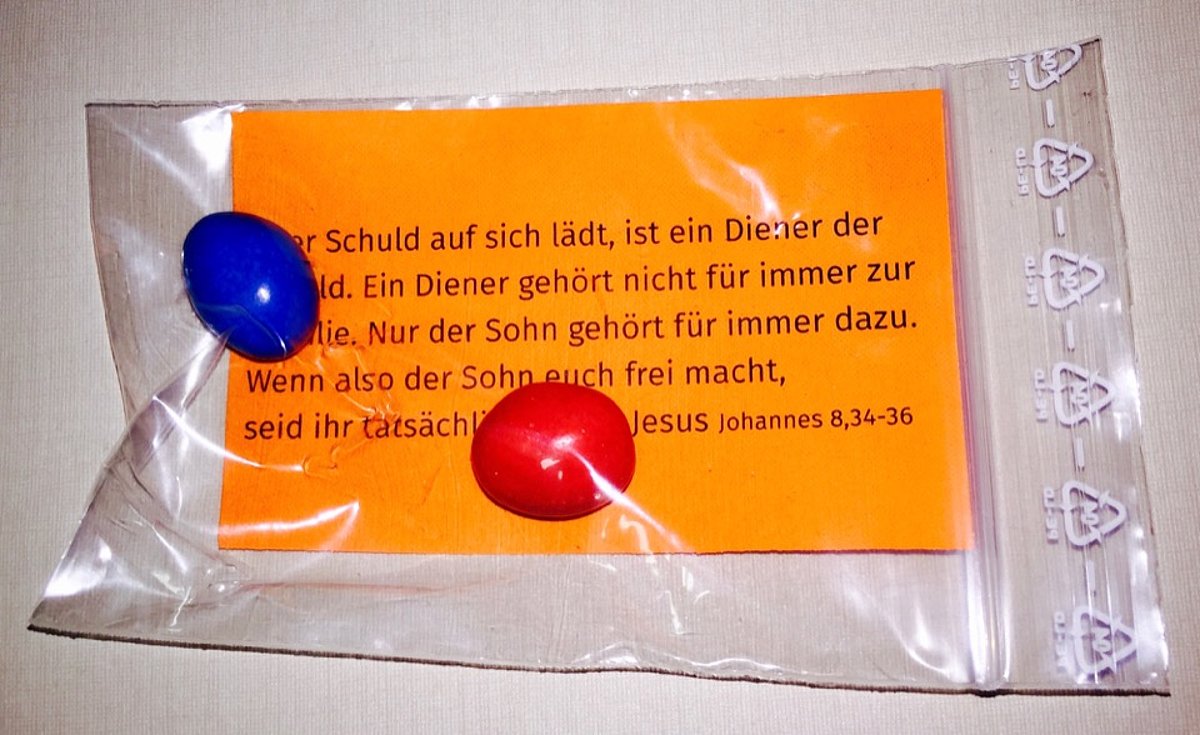 Schuld auf sich lädt, ist ein Diener der
Ein Diener gehört nicht für immer zur
Nur der Sohn gehört für immer dazu.
Wenn also der Sohn euch frei macht,
seid ihr Jesus Johannes 8,34-36